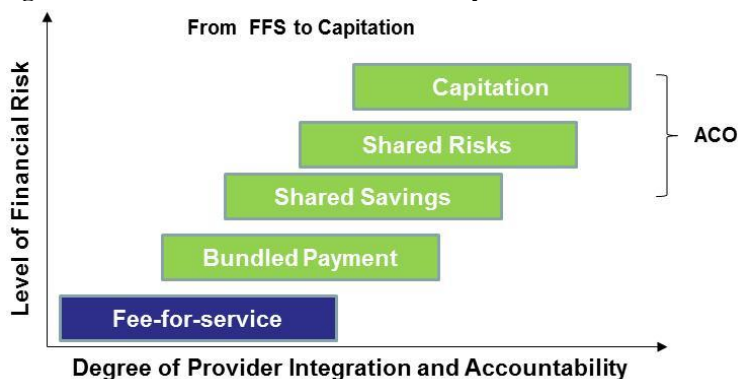 From FFS to Capitation
Capitation
Shared Risks
ACO
Shared Savings
Bundled Payment
Fee-for-service
Level of Financial Risk
Degree of Provider Integration and Accountability